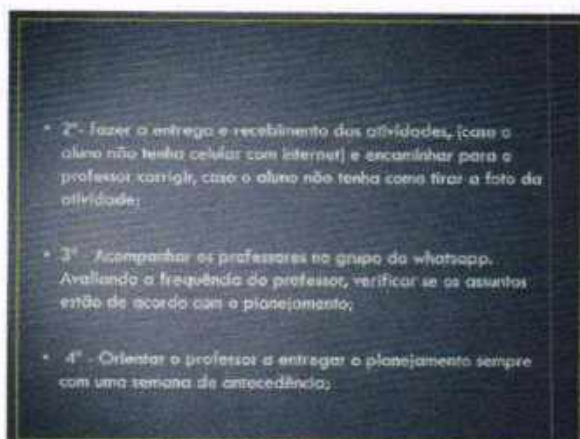 • 2º- fazer a entrega e recebimento das atividades, (caso o
aluno não tenha celular com internet) e encaminhar para o
professor corrigir, caso o aluno não tenha como tirar a foto da
atividade;
• 3º - Acompanhar os professores no grupo do whatsapp.
Avaliando a frequência do professor, verificar se os assuntos
estão de acordo com o planejamento;
• 4º - Orientar o professor a entregar o planejamento sempre
com uma semana de antecedência;